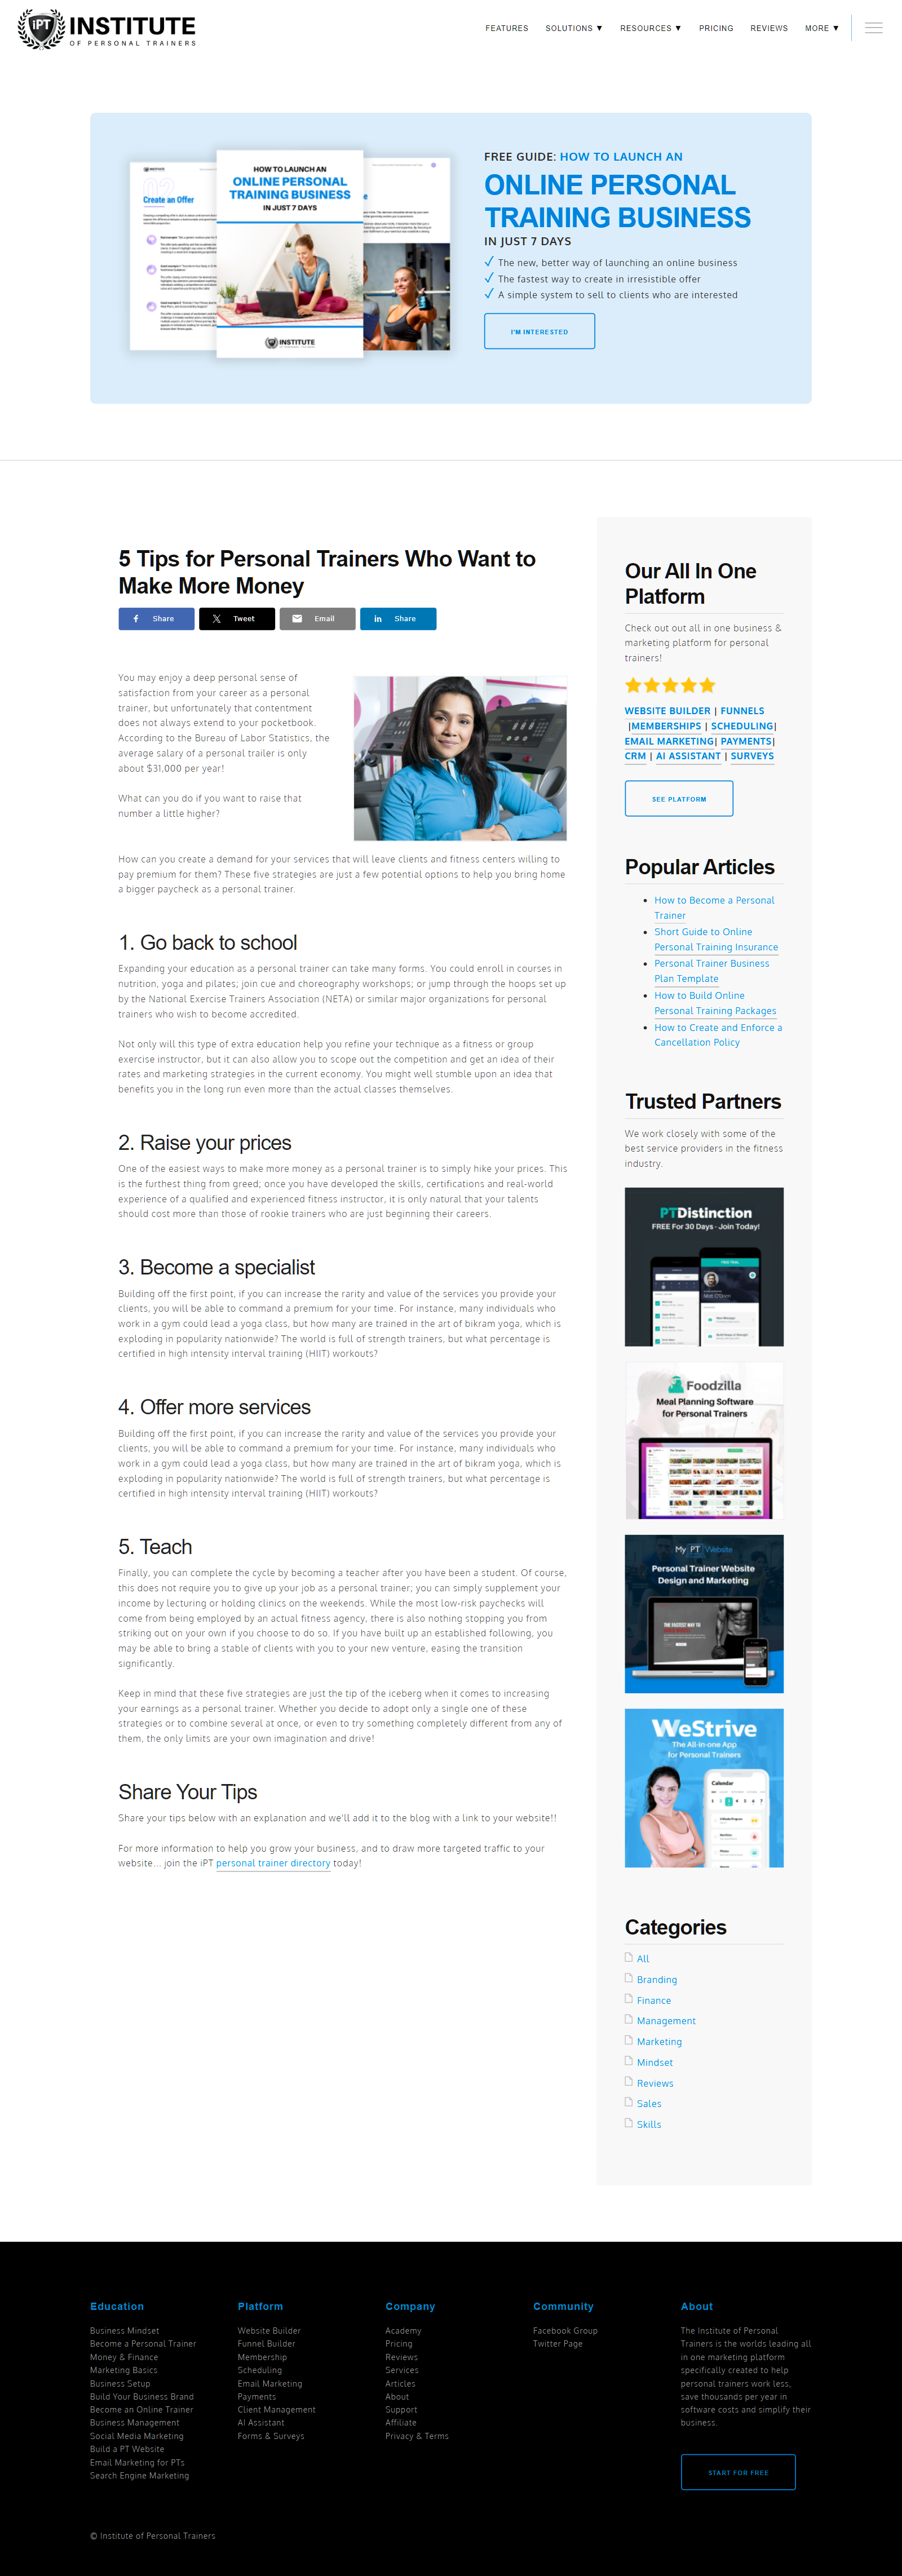 iPT INSTITUTE
OF PERSONAL TRAINERS
FEATURES SOLUTIONS ▼ RESOURCES ▼ PRICING REVIEWS MORE ▼
02
Create an Offer
HOW TO LAUNCH AN
ONLINE PERSONAL
TRAINING BUSINESS
IN JUST 7 DAYS
INSTITUTE
FREE GUIDE: HOW TO LAUNCH AN
ONLINE PERSONAL
TRAINING BUSINESS
IN JUST 7 DAYS
The new, better way of launching an online business
The fastest way to create in irresistible offer
A simple system to sell to clients who are interested
I'M INTERESTED
5 Tips for Personal Trainers Who Want to
Make More Money
Share Tweet Email Share
You may enjoy a deep personal sense of
satisfaction from your career as a personal
trainer, but unfortunately that contentment
does not always extend to your pocketbook.
According to the Bureau of Labor Statistics, the
average salary of a personal trailer is only
about $31,000 per year!
What can you do if you want to raise that
number a little higher?
How can you create a demand for your services that will leave clients and fitness centers willing to
pay premium for them? These five strategies are just a few potential options to help you bring home
a bigger paycheck as a personal trainer.
1. Go back to school
Expanding your education as a personal trainer can take many forms. You could enroll in courses in
nutrition, yoga and pilates; join cue and choreography workshops; or jump through the hoops set up
by the National Exercise Trainers Association (NETA) or similar major organizations for personal
trainers who wish to become accredited.
Not only will this type of extra education help you refine your technique as a fitness or group
exercise instructor, but it can also allow you to scope out the competition and get an idea of their
rates and marketing strategies in the current economy. You might well stumble upon an idea that
benefits you in the long run even more than the actual classes themselves.
2. Raise your prices
One of the easiest ways to make more money as a personal trainer is to simply hike your prices. This
is the furthest thing from greed; once you have developed the skills, certifications and real-world
experience of a qualified and experienced fitness instructor, it is only natural that your talents
should cost more than those of rookie trainers who are just beginning their careers.
3. Become a specialist
Building off the first point, if you can increase the rarity and value of the services you provide your
clients, you will be able to command a premium for your time. For instance, many individuals who
work in a gym could lead a yoga class, but how many are trained in the art of bikram yoga, which is
exploding in popularity nationwide? The world is full of strength trainers, but what percentage is
certified in high intensity interval training (HIIT) workouts?
4. Offer more services
Building off the first point, if you can increase the rarity and value of the services you provide your
clients, you will be able to command a premium for your time. For instance, many individuals who
work in a gym could lead a yoga class, but how many are trained in the art of bikram yoga, which is
exploding in popularity nationwide? The world is full of strength trainers, but what percentage is
certified in high intensity interval training (HIIT) workouts?
5. Teach
Finally, you can complete the cycle by becoming a teacher after you have been a student. Of course,
this does not require you to give up your job as a personal trainer; you can simply supplement your
income by lecturing or holding clinics on the weekends. While the most low-risk paychecks will
come from being employed by an actual fitness agency, there is also nothing stopping you from
striking out on your own if you choose to do so. If you have built up an established following, you
may be able to bring a stable of clients with you to your new venture, easing the transition
significantly.
Keep in mind that these five strategies are just the tip of the iceberg when it comes to increasing
your earnings as a personal trainer. Whether you decide to adopt only a single one of these
strategies or to combine several at once, or even to try something completely different from any of
them, the only limits are your own imagination and drive!
Share Your Tips
Share your tips below with an explanation and we'll add it to the blog with a link to your website!!
For more information to help you grow your business, and to draw more targeted traffic to your
website... join the iPT personal trainer directory today!
Our All In One
Platform
Check out out all in one business &
marketing platform for personal
trainers!
WEBSITE BUILDER | FUNNELS
|MEMBERSHIPS | SCHEDULING|
EMAIL MARKETING| PAYMENTS|
CRM | AI ASSISTANT | SURVEYS
SEE PLATFORM
Popular Articles
How to Become a Personal
Trainer
Short Guide to Online
Personal Training Insurance
Personal Trainer Business
Plan Template
How to Build Online
Personal Training Packages
How to Create and Enforce a
Cancellation Policy
Trusted Partners
We work closely with some of the
best service providers in the fitness
industry.
PTDistinction
FREE For 30 Days - Join Today!
Foodzilla
Meal Planning Software
for Personal Trainers
My PT Website
Personal Trainer Website
Design and Marketing
WeStrive
The All-in-one App
for Personal Trainers
Calendar
Categories
All
Branding
Finance
Management
Marketing
Mindset
Reviews
Sales
Skills
Education
Business Mindset
Become a Personal Trainer
Money & Finance
Marketing Basics
Business Setup
Build Your Business Brand
Become an Online Trainer
Business Management
Social Media Marketing
Build a PT Website
Email Marketing for PTs
Search Engine Marketing
Platform
Website Builder
Funnel Builder
Membership
Scheduling
Email Marketing
Payments
Client Management
AI Assistant
Forms & Surveys
Company
Academy
Pricing
Reviews
Services
Articles
About
Support
Affiliate
Privacy & Terms
Community
Facebook Group
Twitter Page
About
The Institute of Personal
Trainers is the worlds leading all
in one marketing platform
specifically created to help
personal trainers work less,
save thousands per year in
software costs and simplify their
business.
START FOR FREE
© Institute of Personal Trainers